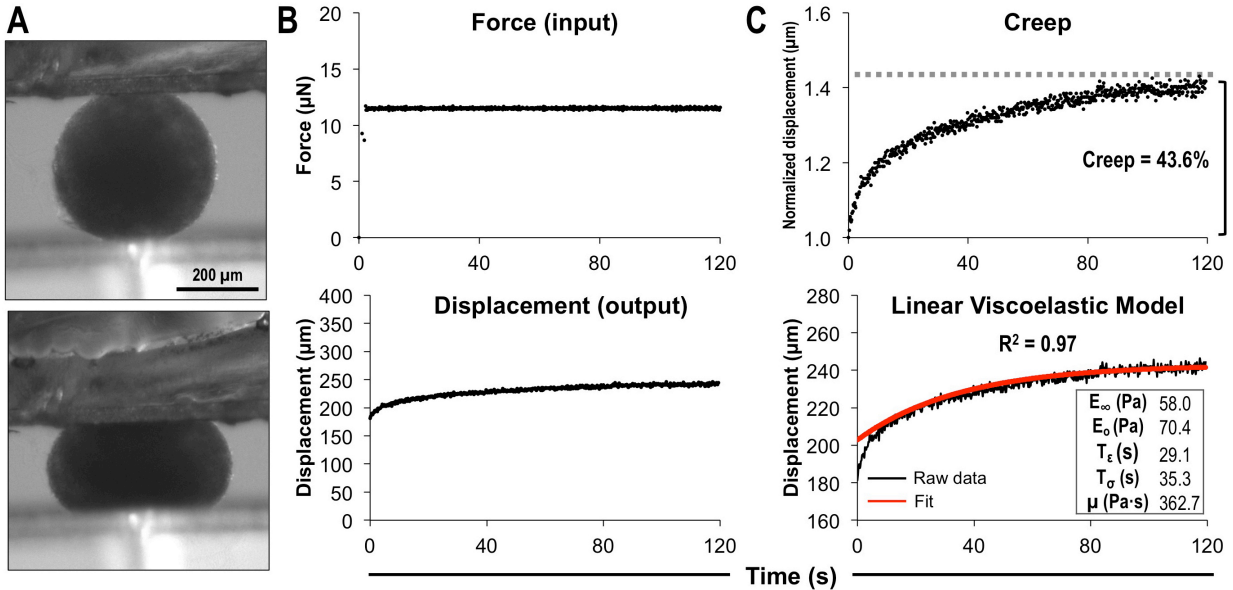 A
200 µm
B
Force (input)
Force (µN)
20
15
10
5
0
0 40 80 120
Displacement (output)
Displacement (µm)
400
350
300
250
200
150
100
50
0
0 40 80 120
C
Creep
Normalized displacement (µm)
1.6
1.4
1.2
1.0
Creep = 43.6%
0 40 80 120
Linear Viscoelastic Model
R² = 0.97
Displacement (µm)
280
260
240
220
200
180
160
E∞ (Pa) 58.0
Eₒ (Pa) 70.4
Tε (s) 29.1
Tσ (s) 35.3
µ (Pa·s) 362.7
Raw data
Fit
0 40 80 120
Time (s)